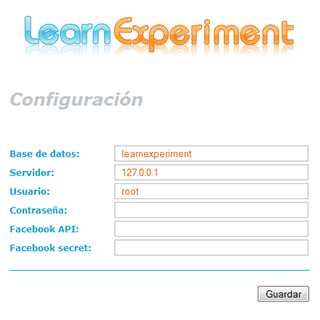 LearnExperiment
Configuración
Base de datos: learnexperiment
Servidor: 127.0.0.1
Usuario: root
Contraseña:
Facebook API:
Facebook secret:
Guardar